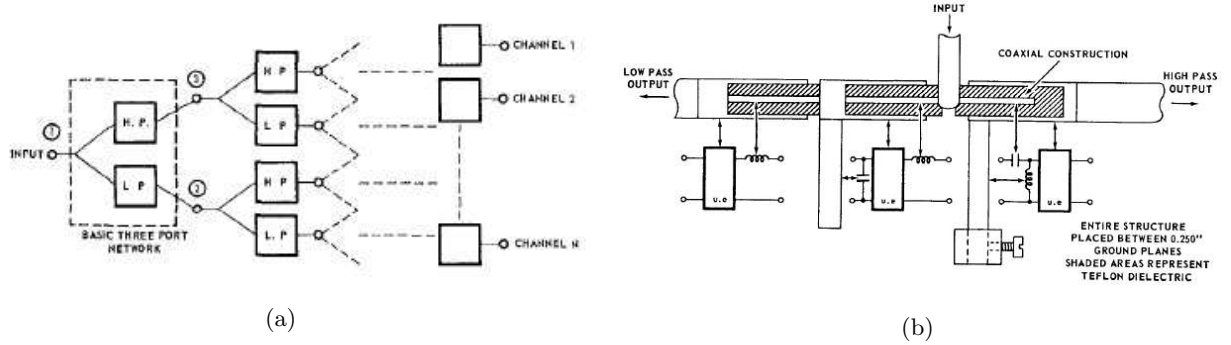 ①
INPUT
H. P.
L P
BASIC THREE PORT
NETWORK
③
②
H P
L P
H P
L. P
CHANNEL 1
CHANNEL 2
CHANNEL N
(a)
INPUT
COAXIAL CONSTRUCTION
LOW PASS
OUTPUT
HIGH PASS
OUTPUT
u.e
u.e
u.e
ENTIRE STRUCTURE
PLACED BETWEEN 0.250"
GROUND PLANES
SHADED AREAS REPRESENT
TEFLON DIELECTRIC
(b)